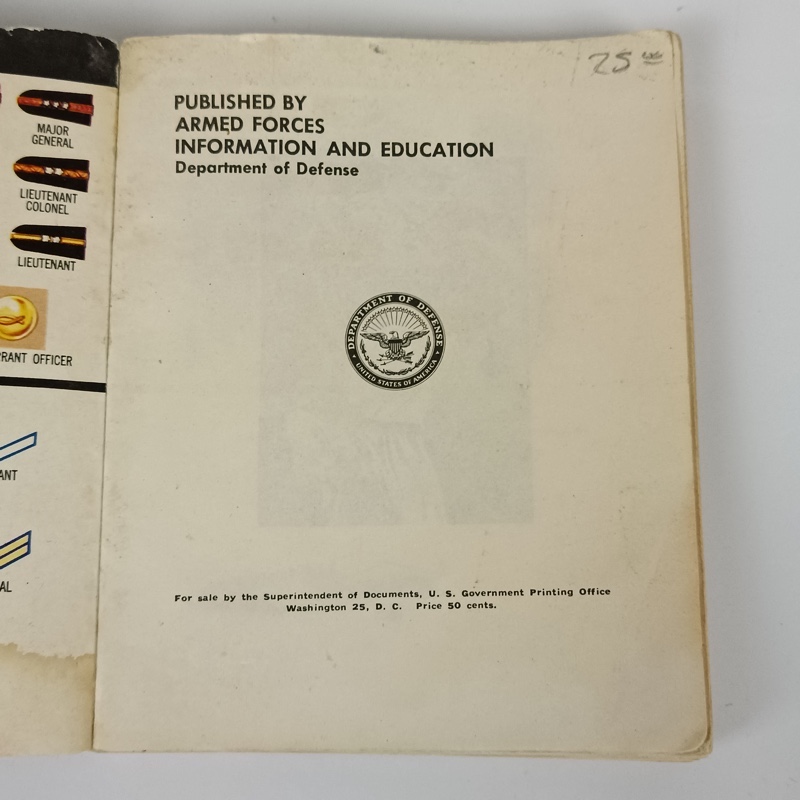 MAJOR
GENERAL
LIEUTENANT
COLONEL
LIEUTENANT
RRANT OFFICER
ANT
AL
25 00
PUBLISHED BY
ARMED FORCES
INFORMATION AND EDUCATION
Department of Defense
DEPARTMENT OF DEFENSE
UNITED STATES OF AMERICA
For sale by the Superintendent of Documents, U. S. Government Printing Office
Washington 25, D. C. Price 50 cents.